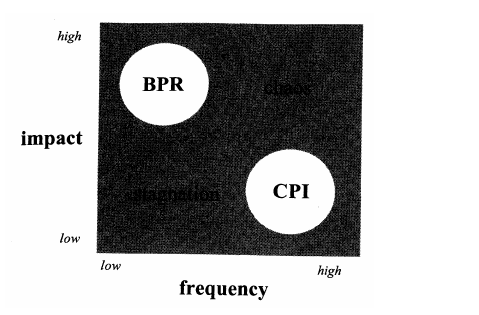 high
BPR
chaos
impact
stagnation
CPI
low
low
high
frequency